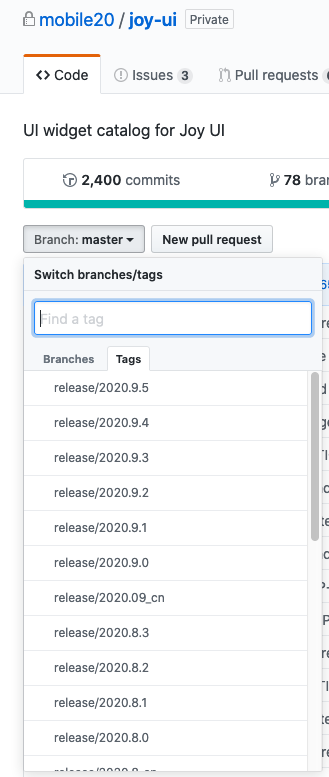 mobile20 / joy-ui Private
Code Issues 3 Pull requests
UI widget catalog for Joy UI
2,400 commits 78 bran
Branch: master New pull request
Switch branches/tags
Find a tag
Branches Tags
release/2020.9.5
release/2020.9.4
release/2020.9.3
release/2020.9.2
release/2020.9.1
release/2020.9.0
release/2020.09_cn
release/2020.8.3
release/2020.8.2
release/2020.8.1
release/2020.8.0